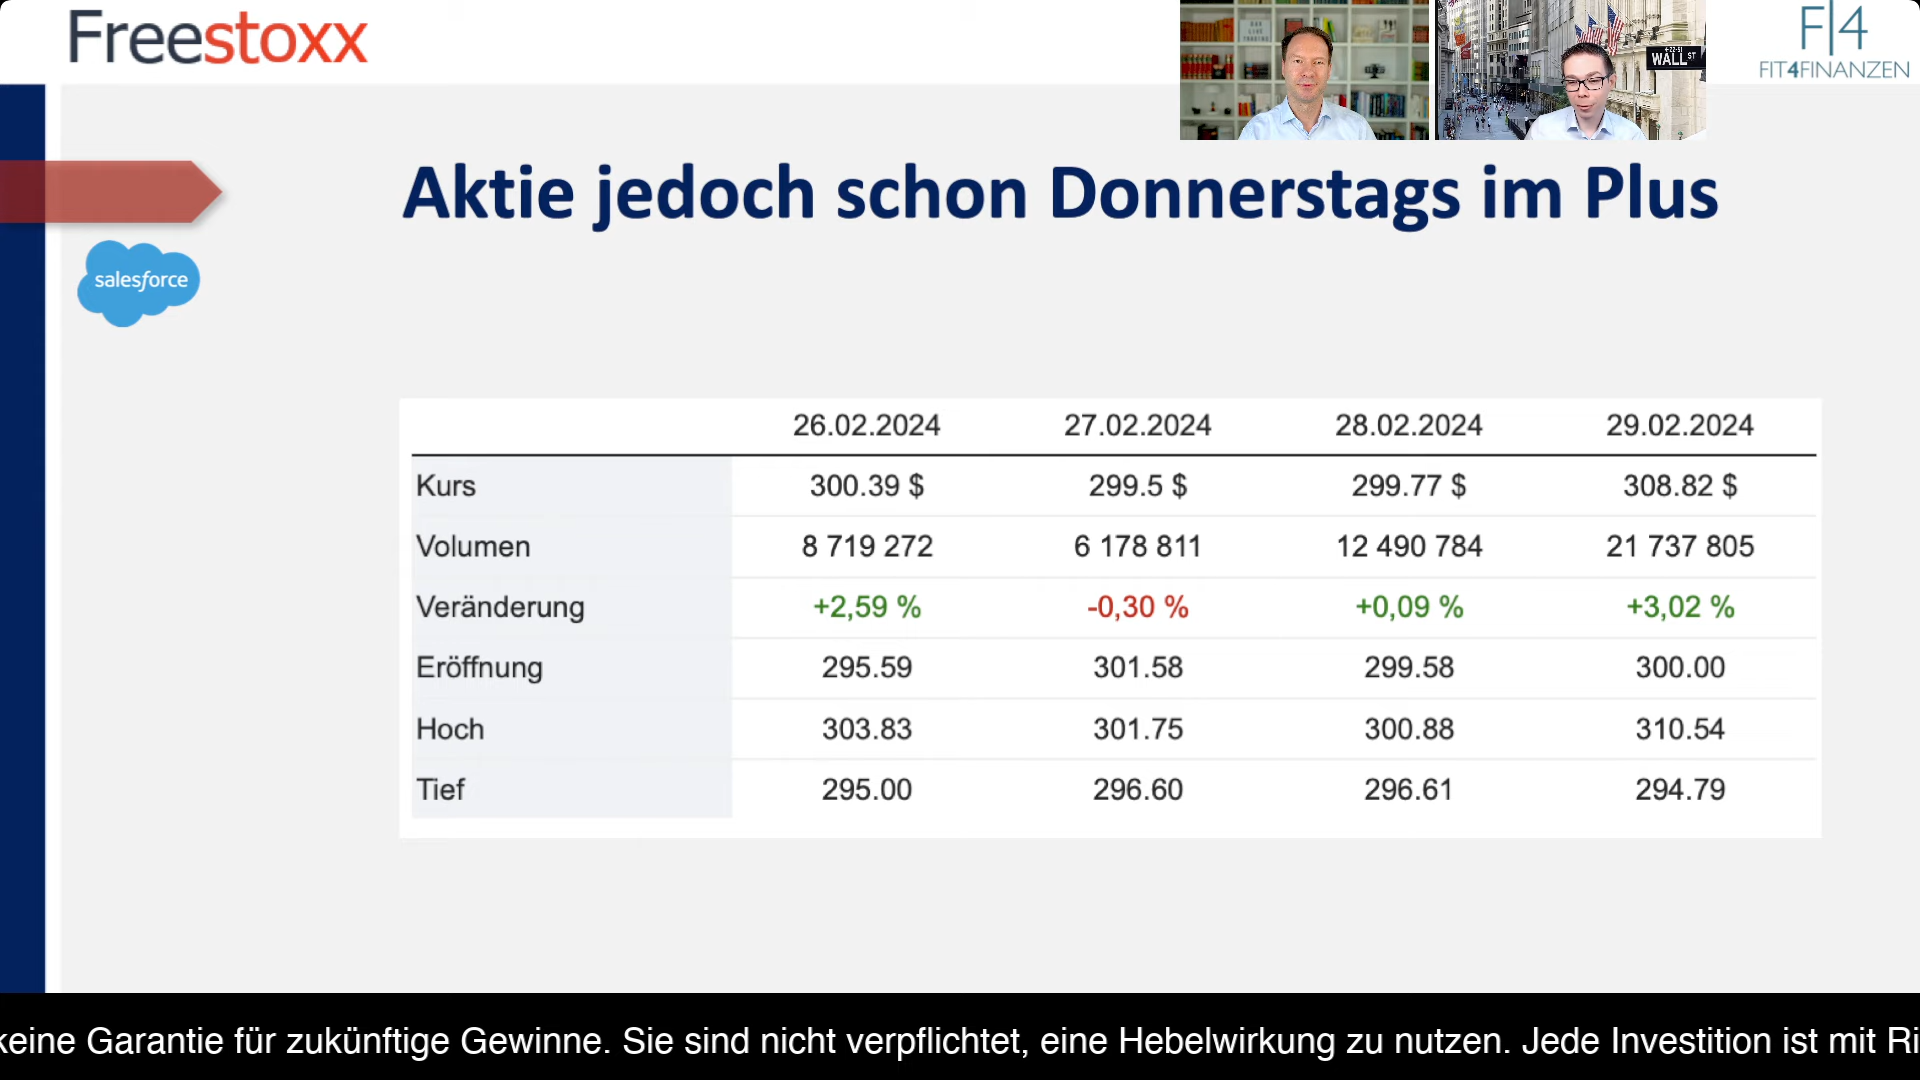 Freestoxx
WALL ST
F|4
FIT4FINANZEN
Aktie jedoch schon Donnerstags im Plus
salesforce
26.02.2024 27.02.2024 28.02.2024 29.02.2024
Kurs 300.39 $ 299.5 $ 299.77 $ 308.82 $
Volumen 8 719 272 6 178 811 12 490 784 21 737 805
Veränderung +2,59 % -0,30 % +0,09 % +3,02 %
Eröffnung 295.59 301.58 299.58 300.00
Hoch 303.83 301.75 300.88 310.54
Tief 295.00 296.60 296.61 294.79
keine Garantie für zukünftige Gewinne. Sie sind nicht verpflichtet, eine Hebelwirkung zu nutzen. Jede Investition ist mit Ri